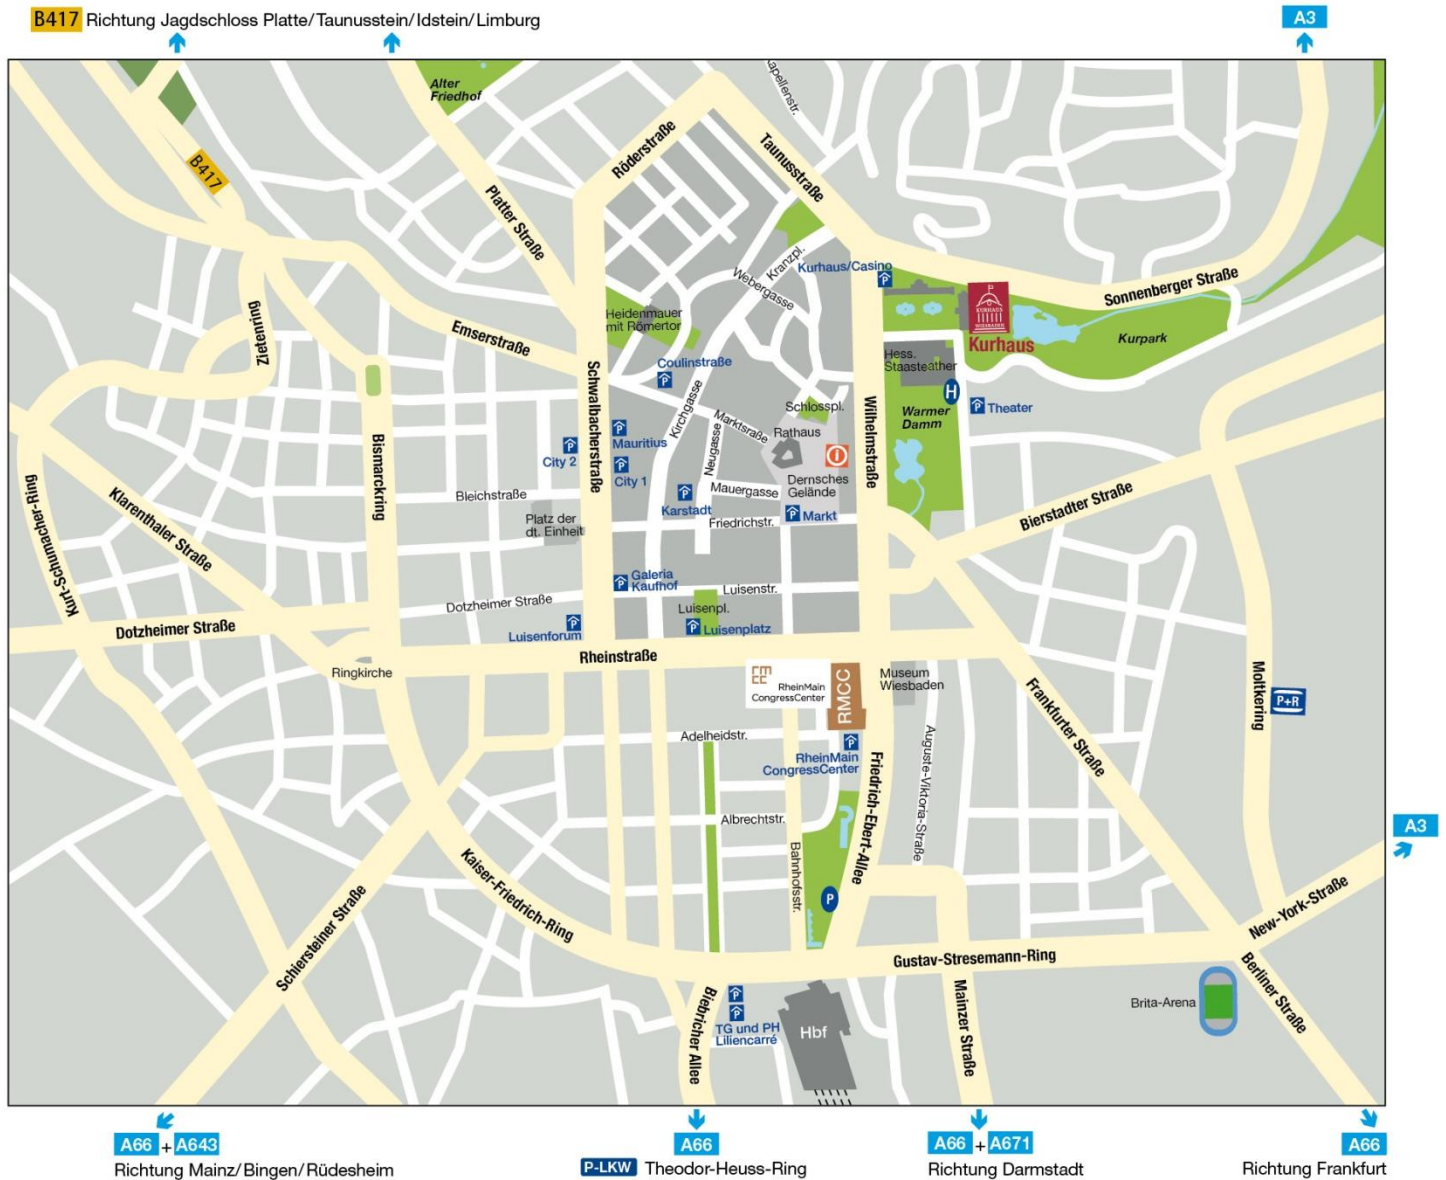 B417 Richtung Jagdschloss Platte/Taunusstein/Idstein/Limburg
A3
Alter
Friedhof
apellenstr.
B417
Röderstraße
Taunusstraße
Platter Straße
Kranzpl.
Webergasse
Kurhaus/Casino
Sonnenberger Straße
KURHAUS
WIESBADEN
Kurhaus
Kurpark
Heidenmauer
mit Römertor
Zietenring
Emserstraße
Coulinstraße
Hess.
Staasteather
H
Theater
Warmer
Damm
Schwalbacherstraße
Kirchgasse
Marktsraße
Neugasse
Schlosspl.
Rathaus
i
Wilhelmstraße
Mauritius
City 2
City 1
Bismarckring
Kurt-Schumacher-Ring
Klarenthaler Straße
Bleichstraße
Platz der
dt. Einheit
Karstadt
Mauergasse
Dernsches
Gelände
Markt
Friedrichstr.
Bierstadter Straße
Galeria
Kaufhof
Luisenstr.
Dotzheimer Straße
Dotzheimer Straße
Luisenforum
Luisenpl.
Luisenplatz
Rheinstraße
Ringkirche
rm
cc
RheinMain
CongressCenter
RMCC
Museum
Wiesbaden
Moltkering
P+R
Frankfurter Straße
Adelheidstr.
RheinMain
CongressCenter
Friedrich-Ebert-Allee
Auguste-Viktoria-Straße
Albrechtstr.
Bahnhofsstr.
P
A3
Kaiser-Friedrich-Ring
Schiersteiner Straße
New-York-Straße
Gustav-Stresemann-Ring
Berliner Straße
Brita-Arena
Biebricher Allee
TG und PH
Liliencarré
Hbf
Mainzer Straße
A66 + A643
Richtung Mainz/Bingen/Rüdesheim
A66
P-LKW Theodor-Heuss-Ring
A66 + A671
Richtung Darmstadt
A66
Richtung Frankfurt